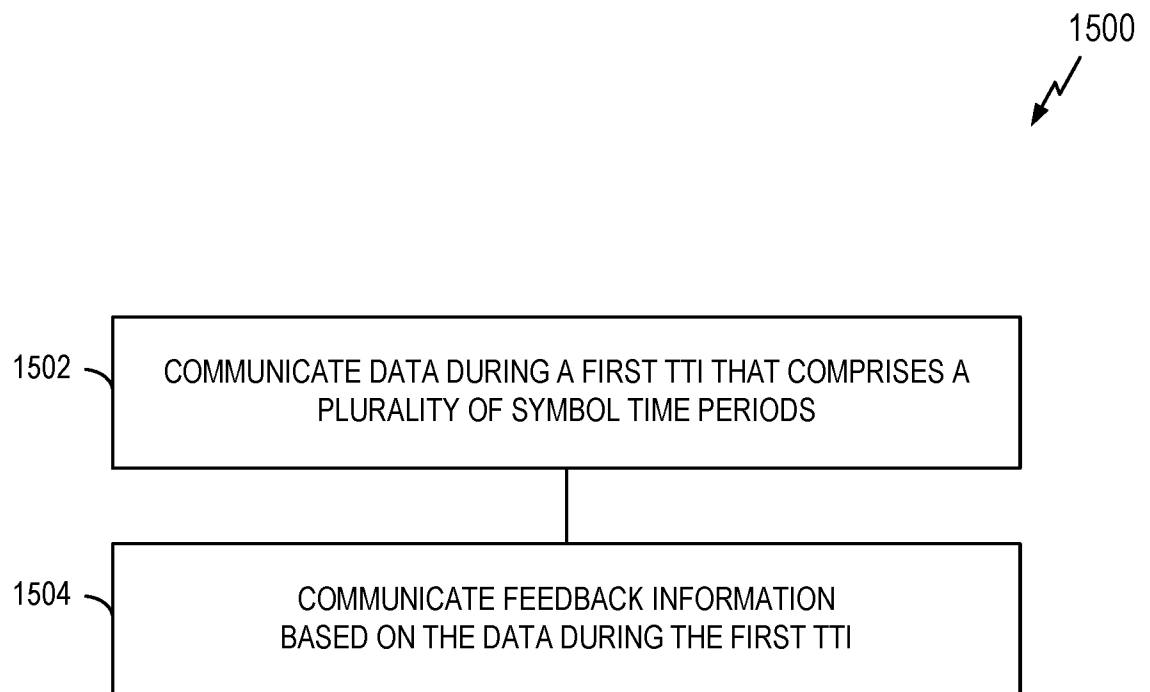 1500
1502
COMMUNICATE DATA DURING A FIRST TTI THAT COMPRISES A
PLURALITY OF SYMBOL TIME PERIODS
1504
COMMUNICATE FEEDBACK INFORMATION
BASED ON THE DATA DURING THE FIRST TTI